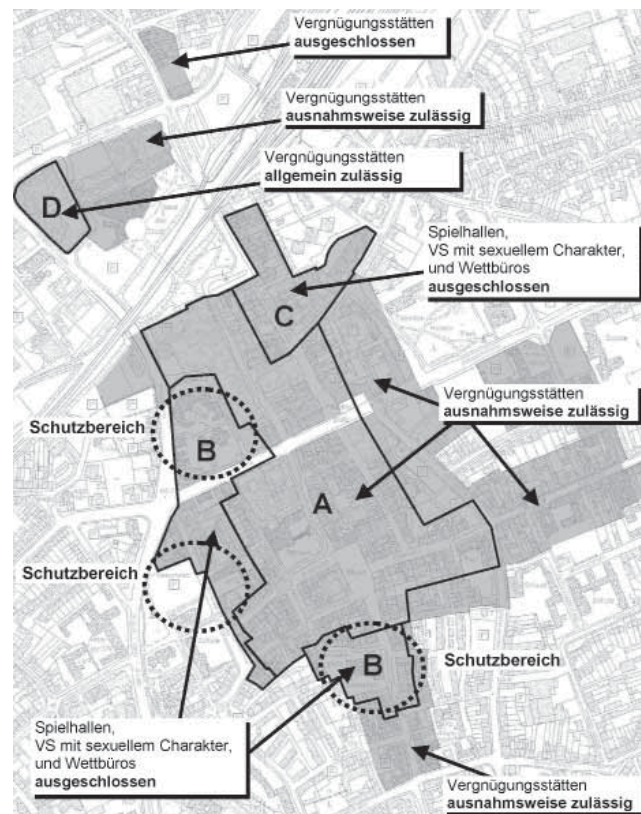 Vergnügungsstätten
ausgeschlossen
Vergnügungsstätten
ausnahmsweise zulässig
Vergnügungsstätten
allgemein zulässig
D
Spielhallen,
VS mit sexuellem Charakter,
und Wettbüros
ausgeschlossen
C
Vergnügungsstätten
ausnahmsweise zulässig
Schutzbereich
B
A
Schutzbereich
B
Schutzbereich
Spielhallen,
VS mit sexuellem Charakter,
und Wettbüros
ausgeschlossen
Vergnügungsstätten
ausnahmsweise zulässig